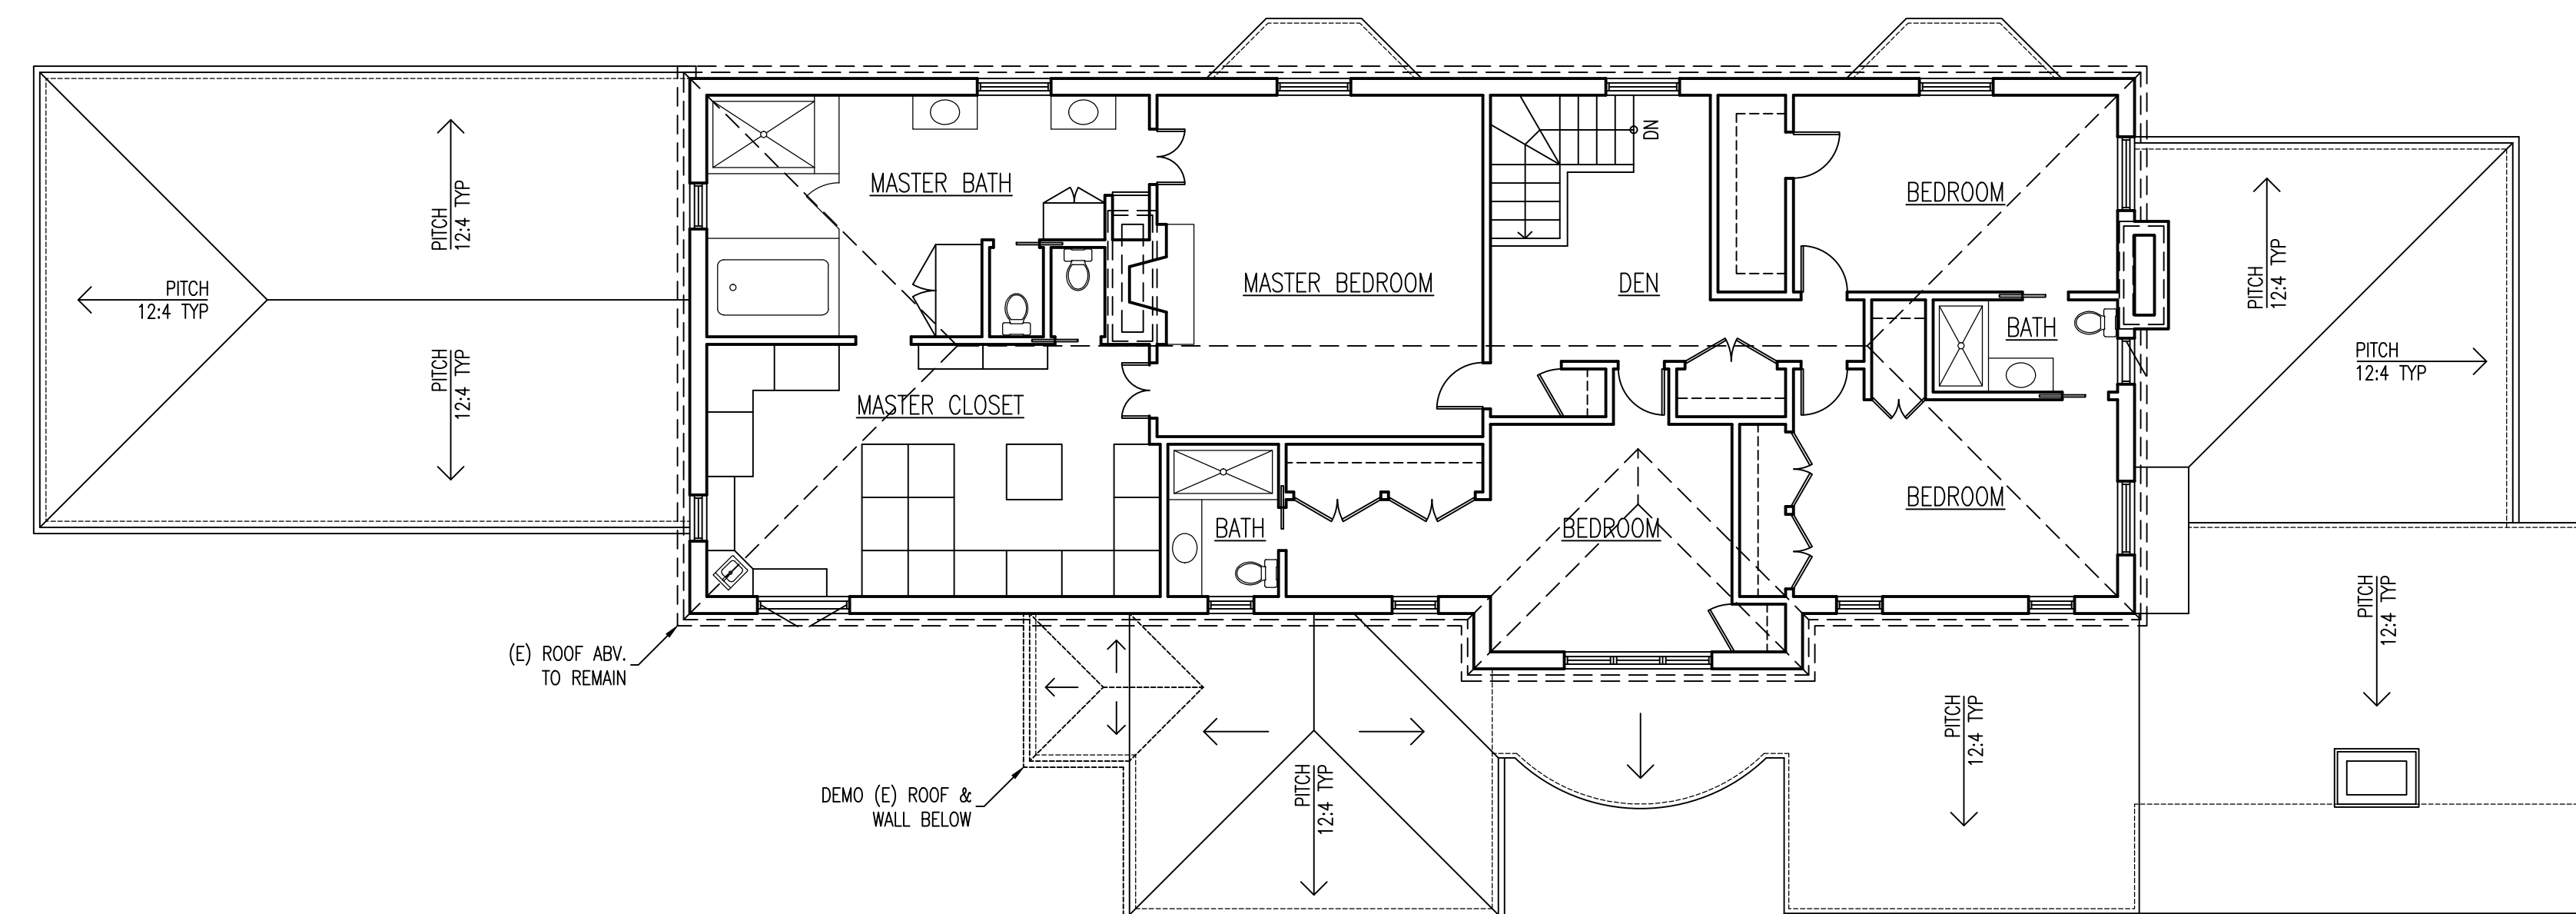 PITCH
12:4 TYP
PITCH
12:4 TYP
PITCH
12:4 TYP
MASTER BATH
MASTER BEDROOM
MASTER CLOSET
DN
DEN
BEDROOM
BATH
BEDROOM
BATH
BEDROOM
PITCH
12:4 TYP
PITCH
12:4 TYP
PITCH
12:4 TYP
(E) ROOF ABV.
TO REMAIN
DEMO (E) ROOF &
WALL BELOW
PITCH
12:4 TYP
PITCH
12:4 TYP